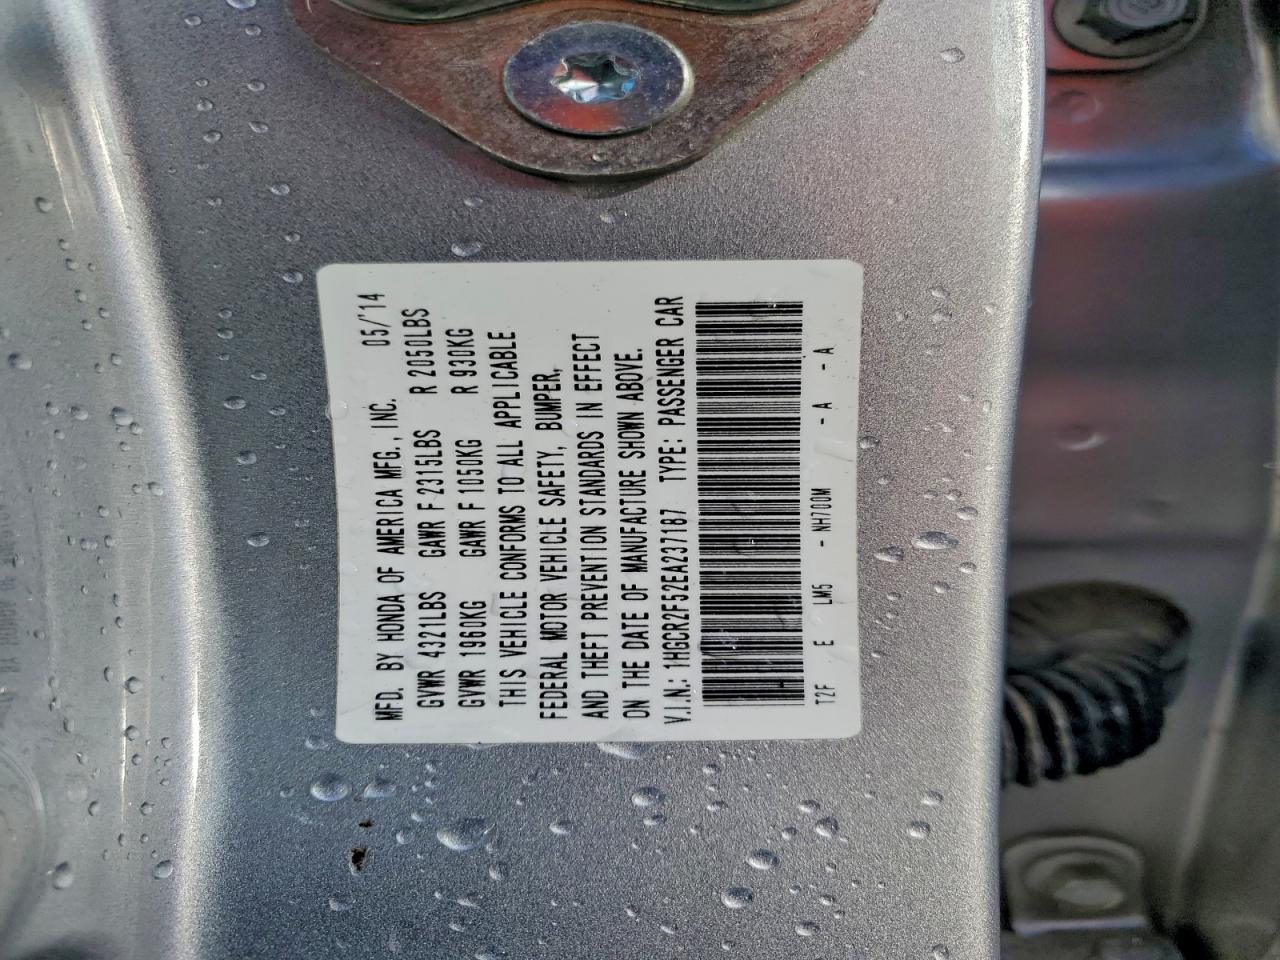 MFD. BY HONDA OF AMERICA MFG., INC. 05/'14
GVWR 4321LBS GAWR F 2315LBS R 2050LBS
GVWR 1960KG GAWR F 1050KG R 930KG
THIS VEHICLE CONFORMS TO ALL APPLICABLE
FEDERAL MOTOR VEHICLE SAFETY, BUMPER,
AND THEFT PREVENTION STANDARDS IN EFFECT
ON THE DATE OF MANUFACTURE SHOWN ABOVE.
V.I.N.: 1HGCR2F52EA237187 TYPE: PASSENGER CAR
T2F E LM5 - NH700M - A - A